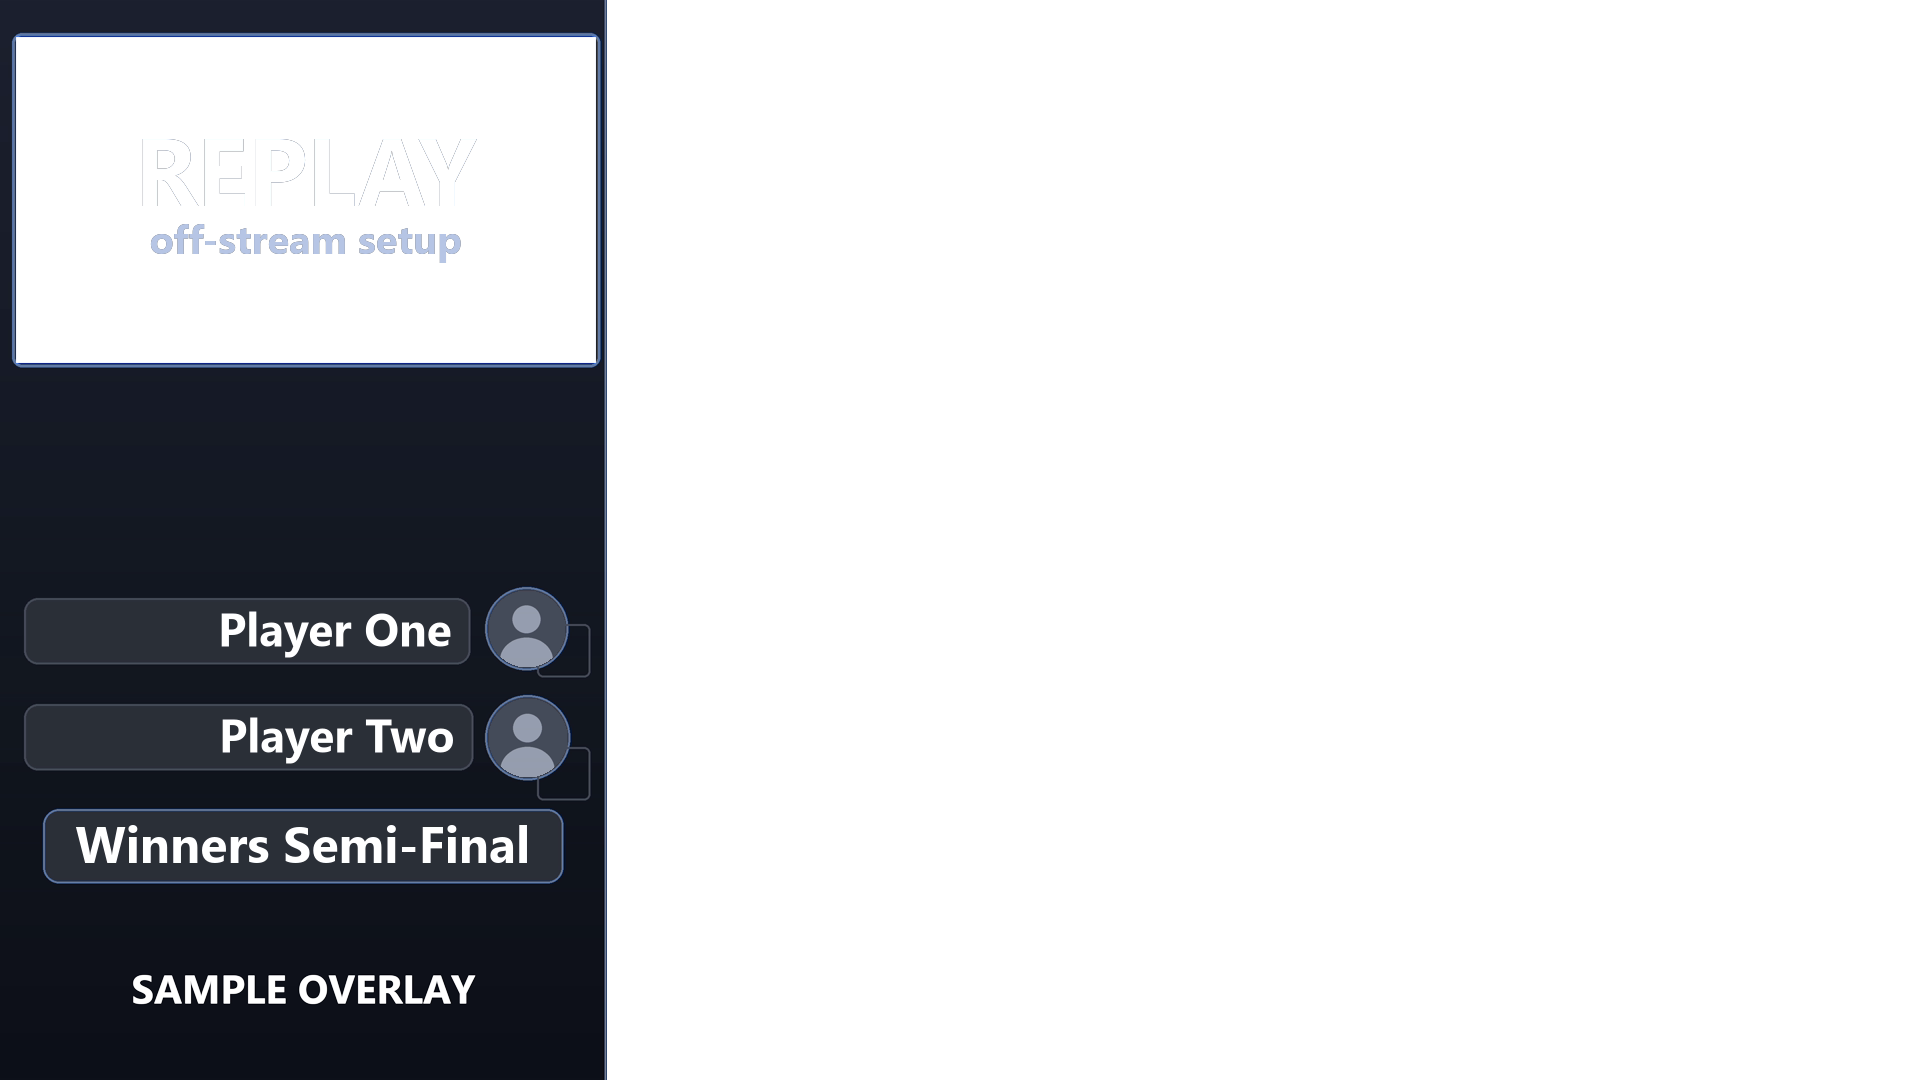 REPLAY
off-stream setup
Player One
Player Two
Winners Semi-Final
SAMPLE OVERLAY